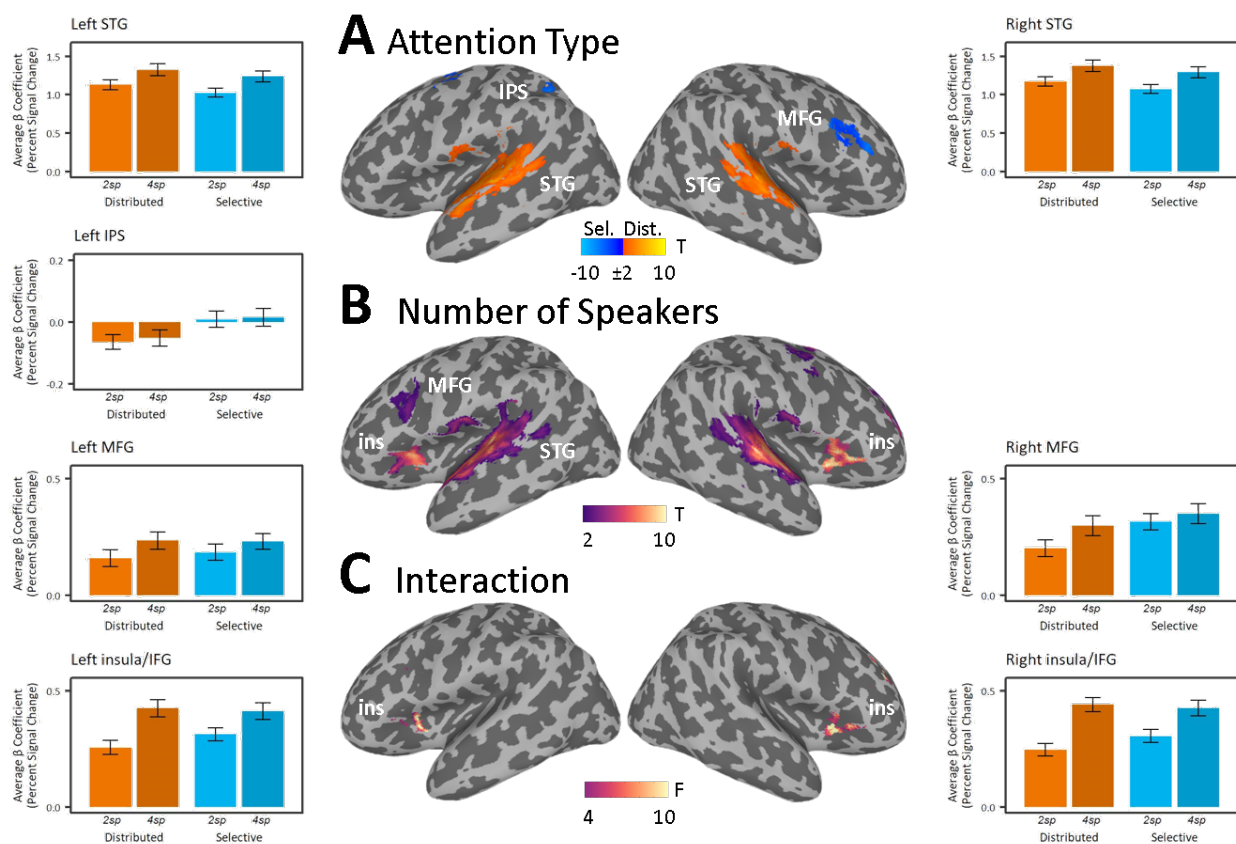 Left STG
Average β Coefficient
(Percent Signal Change)
1.5
1.0
1.0
0.0
2sp 4sp 2sp 4sp
Distributed Selective
Left IPS
Average β Coefficient
(Percent Signal Change)
0.2
0.0
-0.2
2sp 4sp 2sp 4sp
Distributed Selective
Left MFG
Average β Coefficient
(Percent Signal Change)
0.5
0.0
2sp 4sp 2sp 4sp
Distributed Selective
Left insula/IFG
Average β Coefficient
(Percent Signal Change)
0.5
0.0
2sp 4sp 2sp 4sp
Distributed Selective
A Attention Type
IPS
MFG
STG
STG
Sel. Dist.
T
-10 ±2 10
B Number of Speakers
MFG
ins
STG
ins
T
2 10
C Interaction
ins
ins
F
4 10
Right STG
Average β Coefficient
(Percent Signal Change)
1.5
1.0
1.5
0.0
2sp 4sp 2sp 4sp
Distributed Selective
Right MFG
Average β Coefficient
(Percent Signal Change)
0.5
0.0
2sp 4sp 2sp 4sp
Distributed Selective
Right insula/IFG
Average β Coefficient
(Percent Signal Change)
0.5
0.0
2sp 4sp 2sp 4sp
Distributed Selective